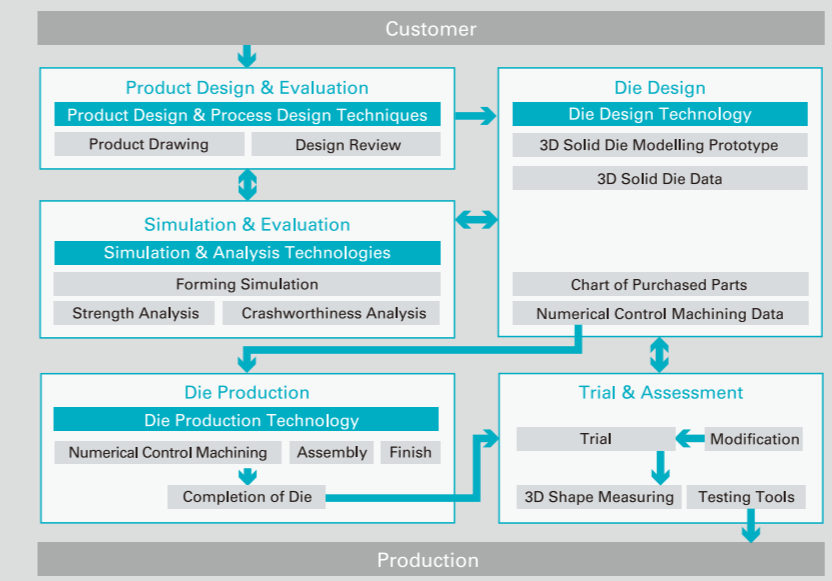 Customer
Product Design & Evaluation
Product Design & Process Design Techniques
Product Drawing
Design Review
Die Design
Die Design Technology
3D Solid Die Modelling Prototype
3D Solid Die Data
Chart of Purchased Parts
Numerical Control Machining Data
Simulation & Evaluation
Simulation & Analysis Technologies
Forming Simulation
Strength Analysis
Crashworthiness Analysis
Die Production
Die Production Technology
Numerical Control Machining
Assembly
Finish
Completion of Die
Trial & Assessment
Trial
Modification
3D Shape Measuring
Testing Tools
Production